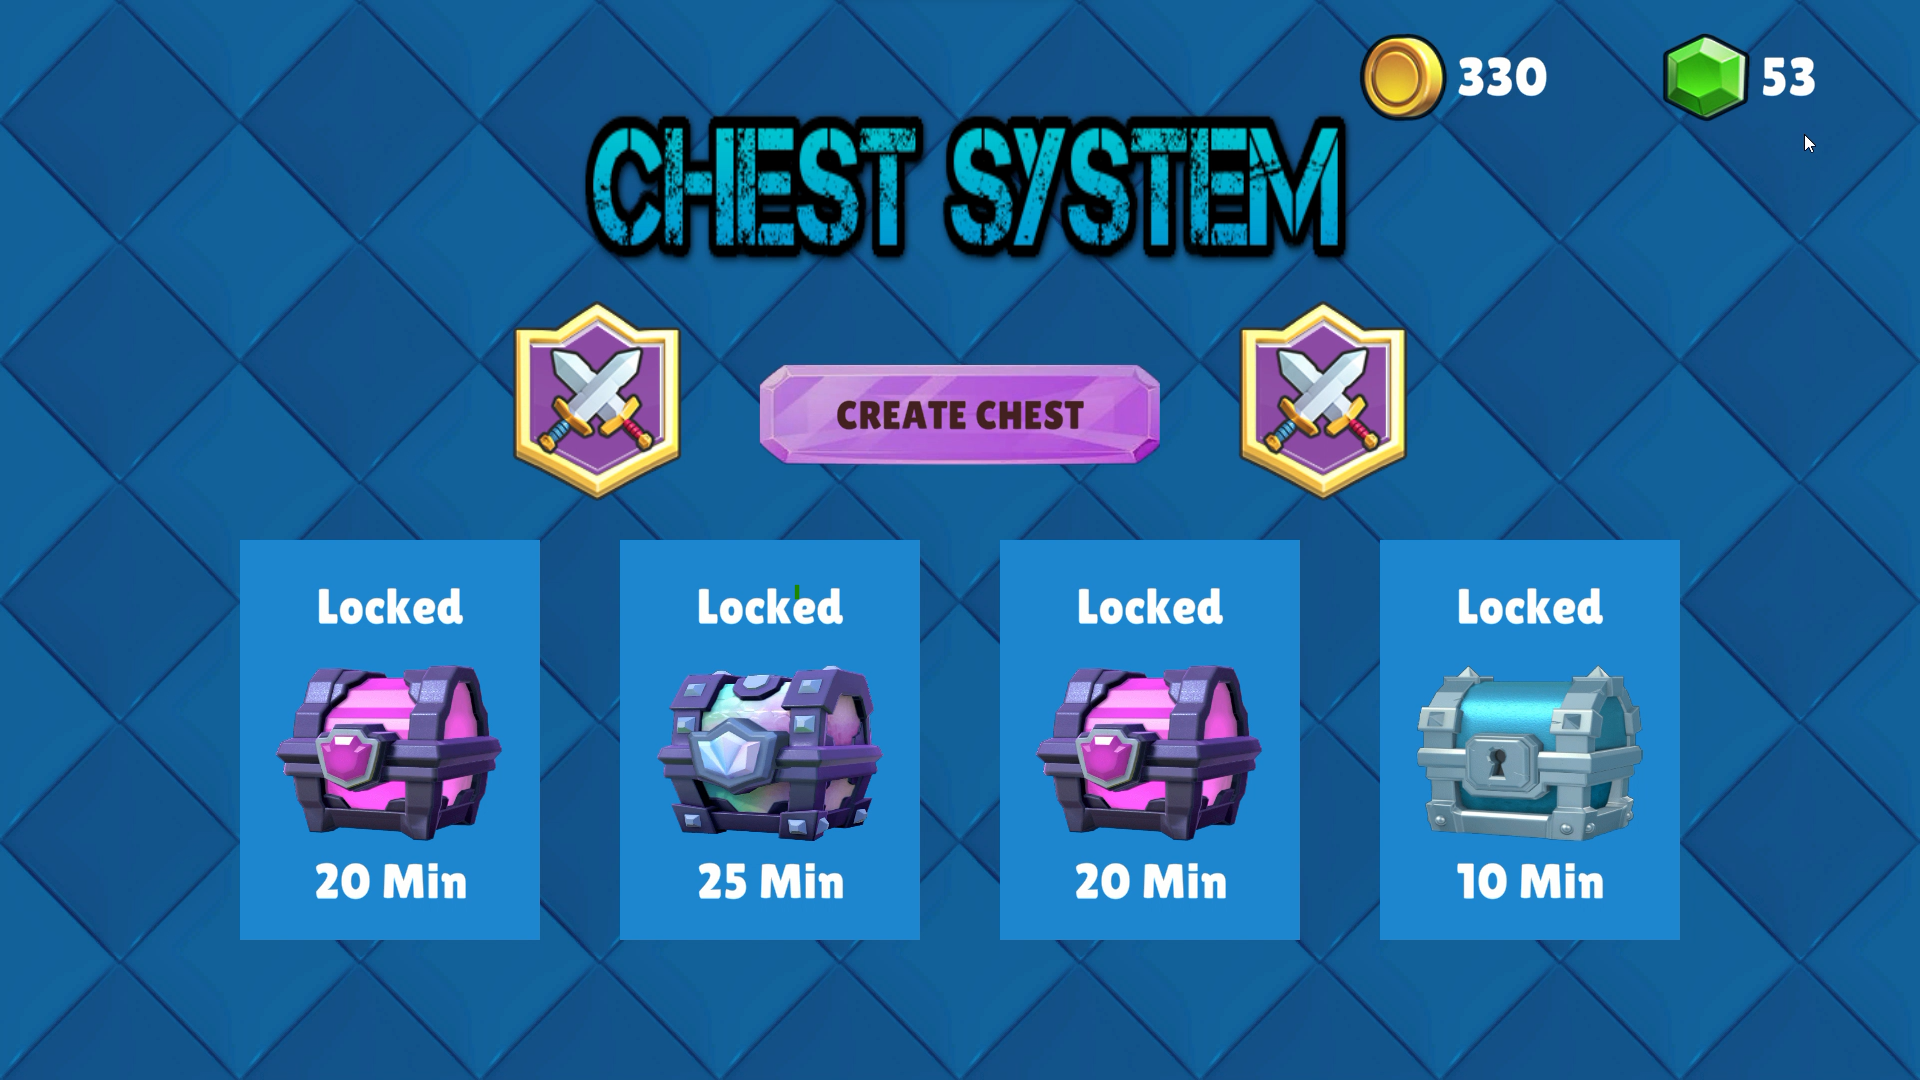 330
53
CHEST SYSTEM
CREATE CHEST
Locked
Locked
Locked
Locked
20 Min
25 Min
20 Min
10 Min